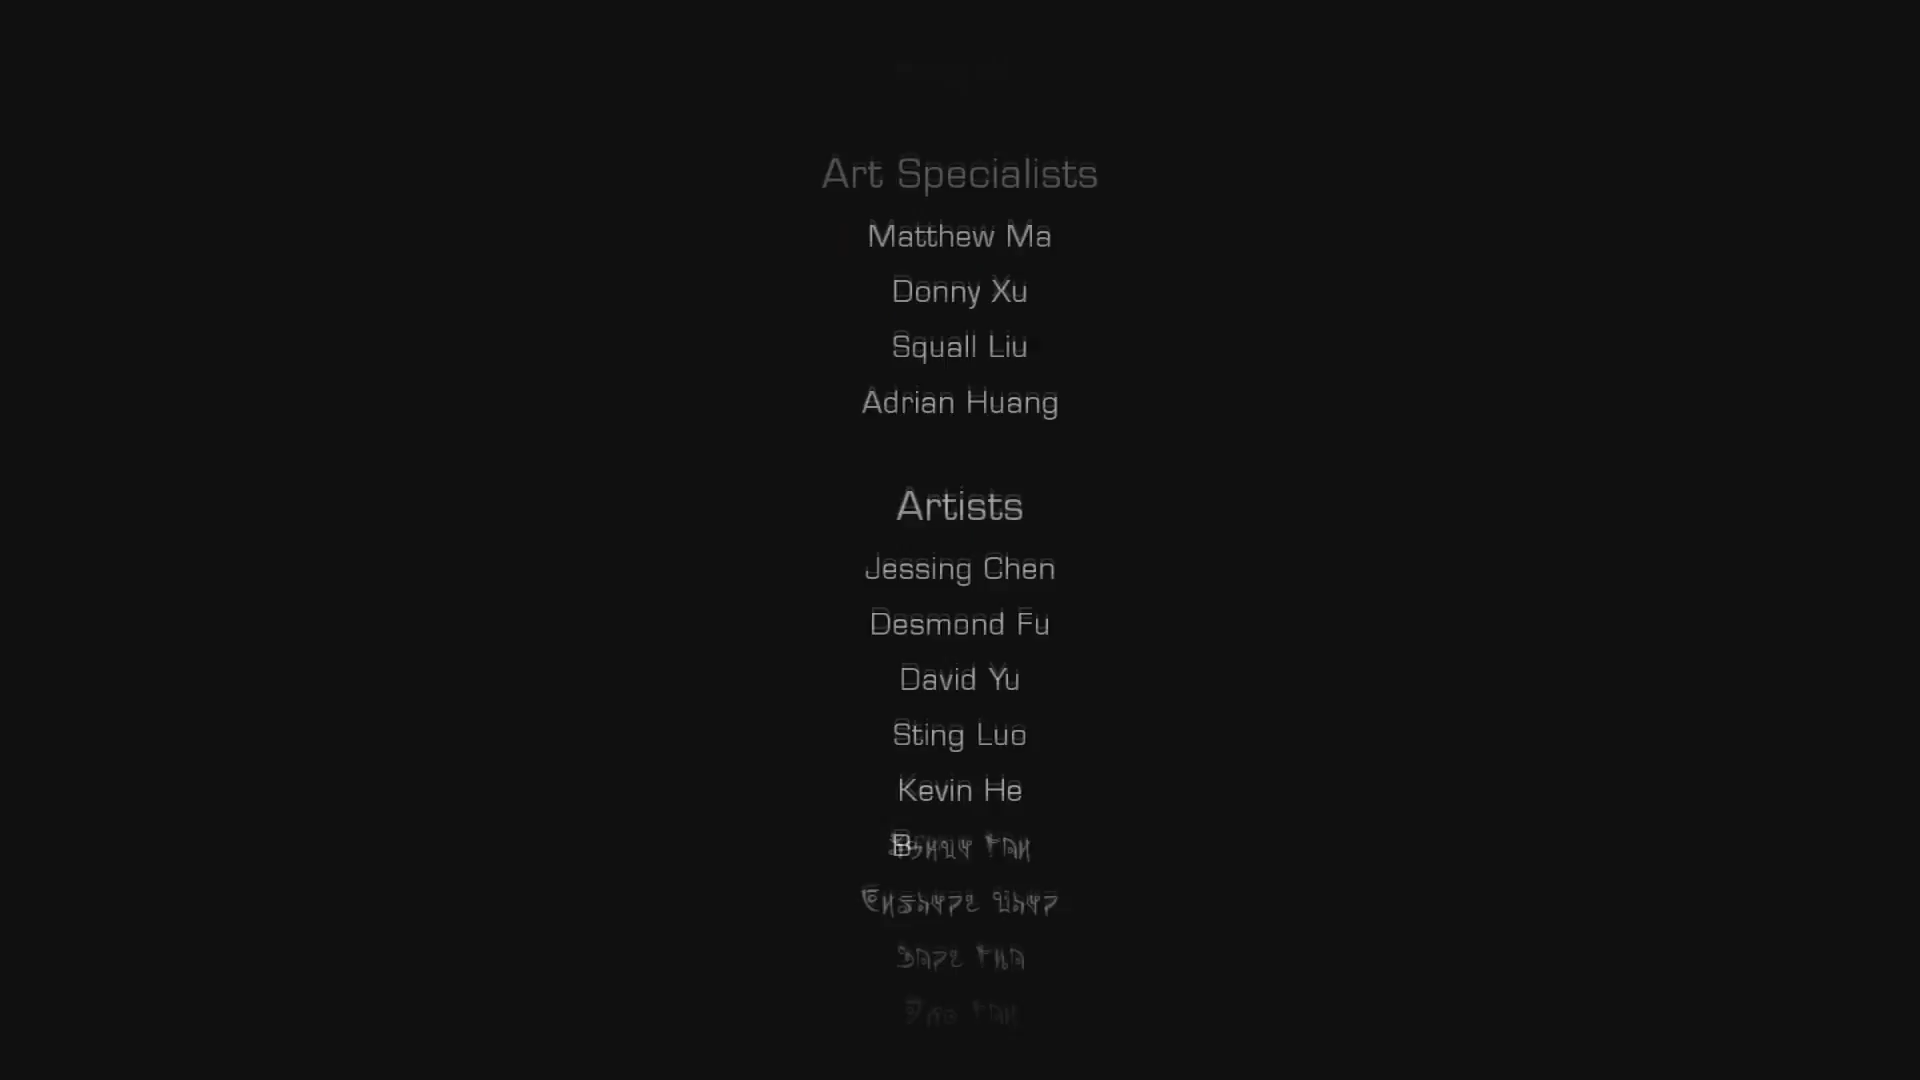 Art Specialists
Matthew Ma
Donny Xu
Squall Liu
Adrian Huang
Artists
Jessing Chen
Desmond Fu
David Yu
Sting Luo
Kevin He